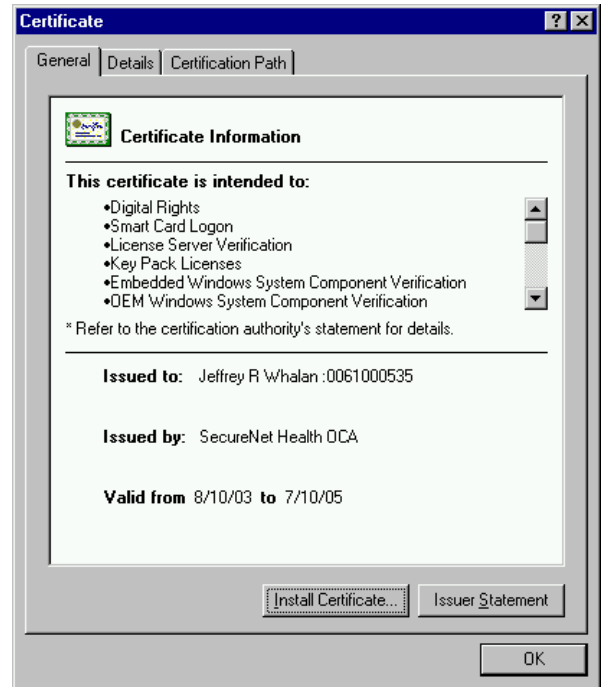 Certificate
General Details Certification Path
Certificate Information
This certificate is intended to:
•Digital Rights
•Smart Card Logon
•License Server Verification
•Key Pack Licenses
•Embedded Windows System Component Verification
•OEM Windows System Component Verification
* Refer to the certification authority's statement for details.
Issued to: Jeffrey R Whalan :0061000535
Issued by: SecureNet Health OCA
Valid from 8/10/03 to 7/10/05
Install Certificate... Issuer Statement
OK